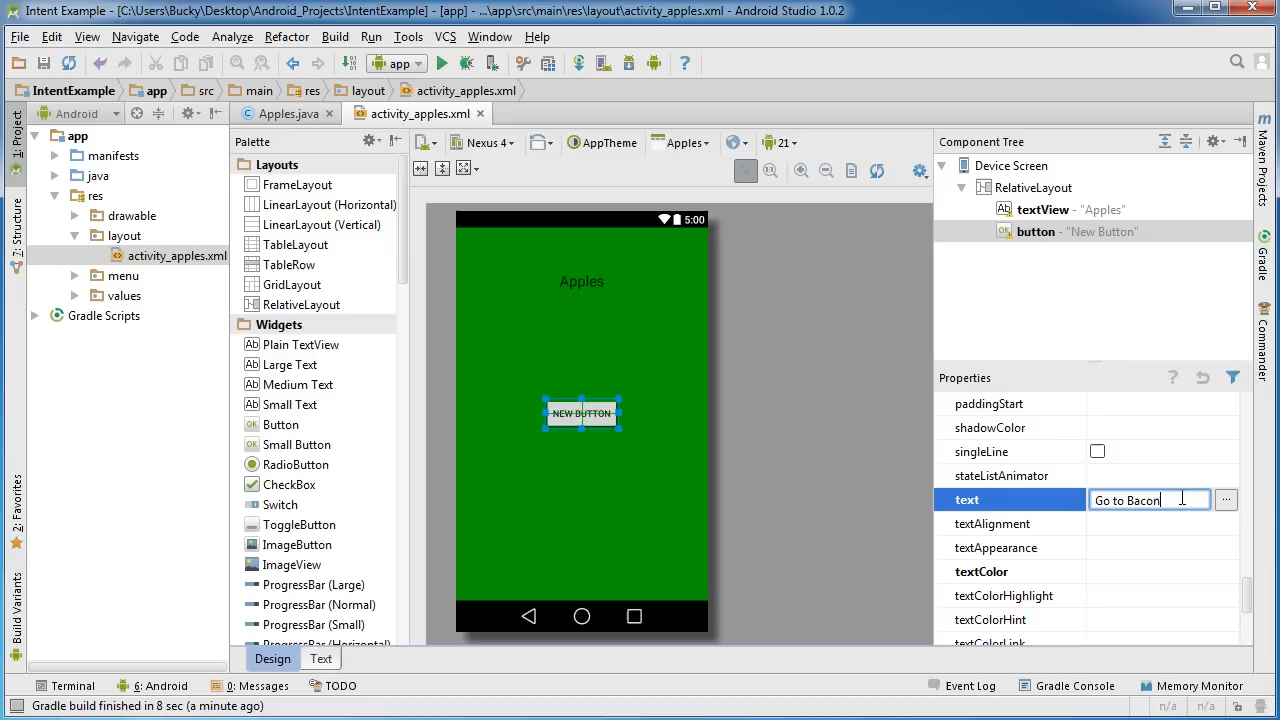 Intent Example - [C:\Users\Bucky\Desktop\Android_Projects\IntentExample] - [app] - ...\app\src\main\res\layout\activity_apples.xml - Android Studio 1.0.2
File Edit View Navigate Code Analyze Refactor Build Run Tools VCS Window Help
app
IntentExample app src main res layout activity_apples.xml
1: Project
7: Structure
2: Favorites
Build Variants
Android
app
manifests
java
res
drawable
layout
activity_apples.xml
menu
values
Gradle Scripts
Apples.java activity_apples.xml
Palette
Layouts
FrameLayout
LinearLayout (Horizontal)
LinearLayout (Vertical)
TableLayout
TableRow
GridLayout
RelativeLayout
Widgets
Plain TextView
Large Text
Medium Text
Small Text
Button
Small Button
RadioButton
CheckBox
Switch
ToggleButton
ImageButton
ImageView
ProgressBar (Large)
ProgressBar (Normal)
ProgressBar (Small)
ProgressBar (Horizontal)
Design Text
Nexus 4 AppTheme Apples 21
1:1
5:00
Apples
NEW BUTTON
Component Tree
Device Screen
RelativeLayout
textView - "Apples"
button - "New Button"
Properties
paddingStart
shadowColor
singleLine
stateListAnimator
text Go to Bacon ...
textAlignment
textAppearance
textColor
textColorHighlight
textColorHint
textColorLink
Maven Projects
Gradle
Commander
Terminal 6: Android 0: Messages TODO Event Log Gradle Console Memory Monitor
Gradle build finished in 8 sec (a minute ago) n/a n/a